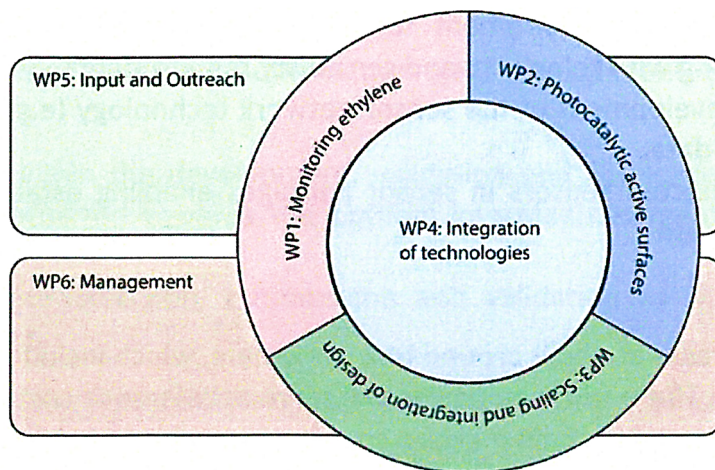 WP5: Input and Outreach
WP1: Monitoring ethylene
WP2: Photocatalytic active surfaces
WP4: Integration
of technologies
WP6: Management
WP3: Scaling and integration of design